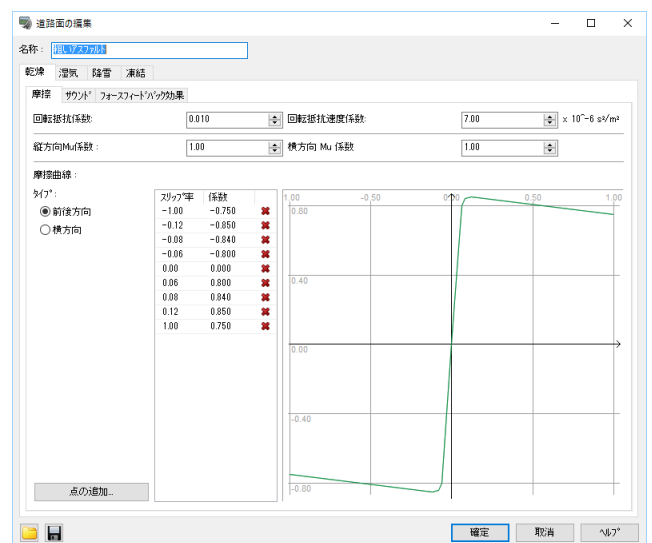 道路面の編集
名称 : 粗いアスファルト
乾燥 湿気 降雪 凍結
摩擦 サウンド フォースフィードバック効果
回転抵抗係数: 0.010 回転抵抗速度係数: 7.00 x 10^-6 s²/m²
縦方向Mu係数 : 1.00 横方向 Mu 係数 1.00
摩擦曲線 :
タイプ :
前後方向
横方向
スリップ率 係数
-1.00 -0.750
-0.12 -0.850
-0.08 -0.840
-0.06 -0.800
0.00 0.000
0.06 0.800
0.08 0.840
0.12 0.850
1.00 0.750
1.00 -0.50 0.00 0.50 1.00
0.80
0.40
0.00
-0.40
-0.80
点の追加...
確定 取消 ヘルプ